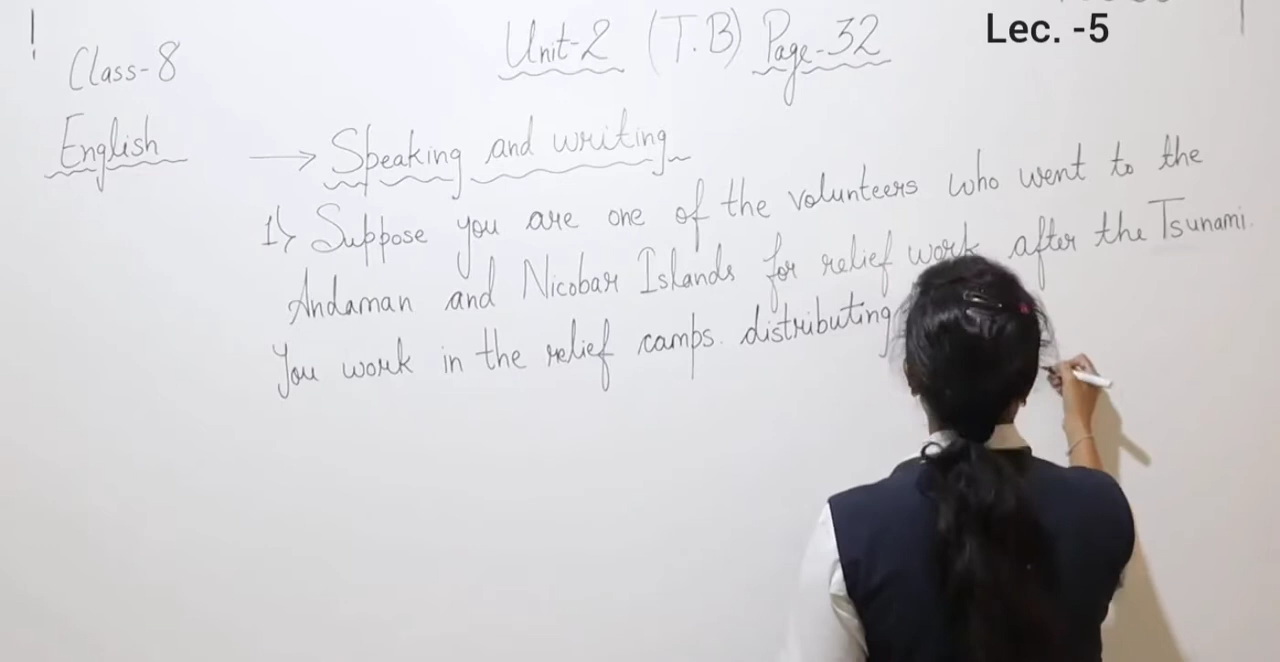 Class-8
English
Unit-2 (T.B) Page-32
Lec. -5
→ Speaking and writing
1) Suppose you are one of the volunteers who went to the
Andaman and Nicobar Islands for relief work after the Tsunami.
You work in the relief camps. distributing